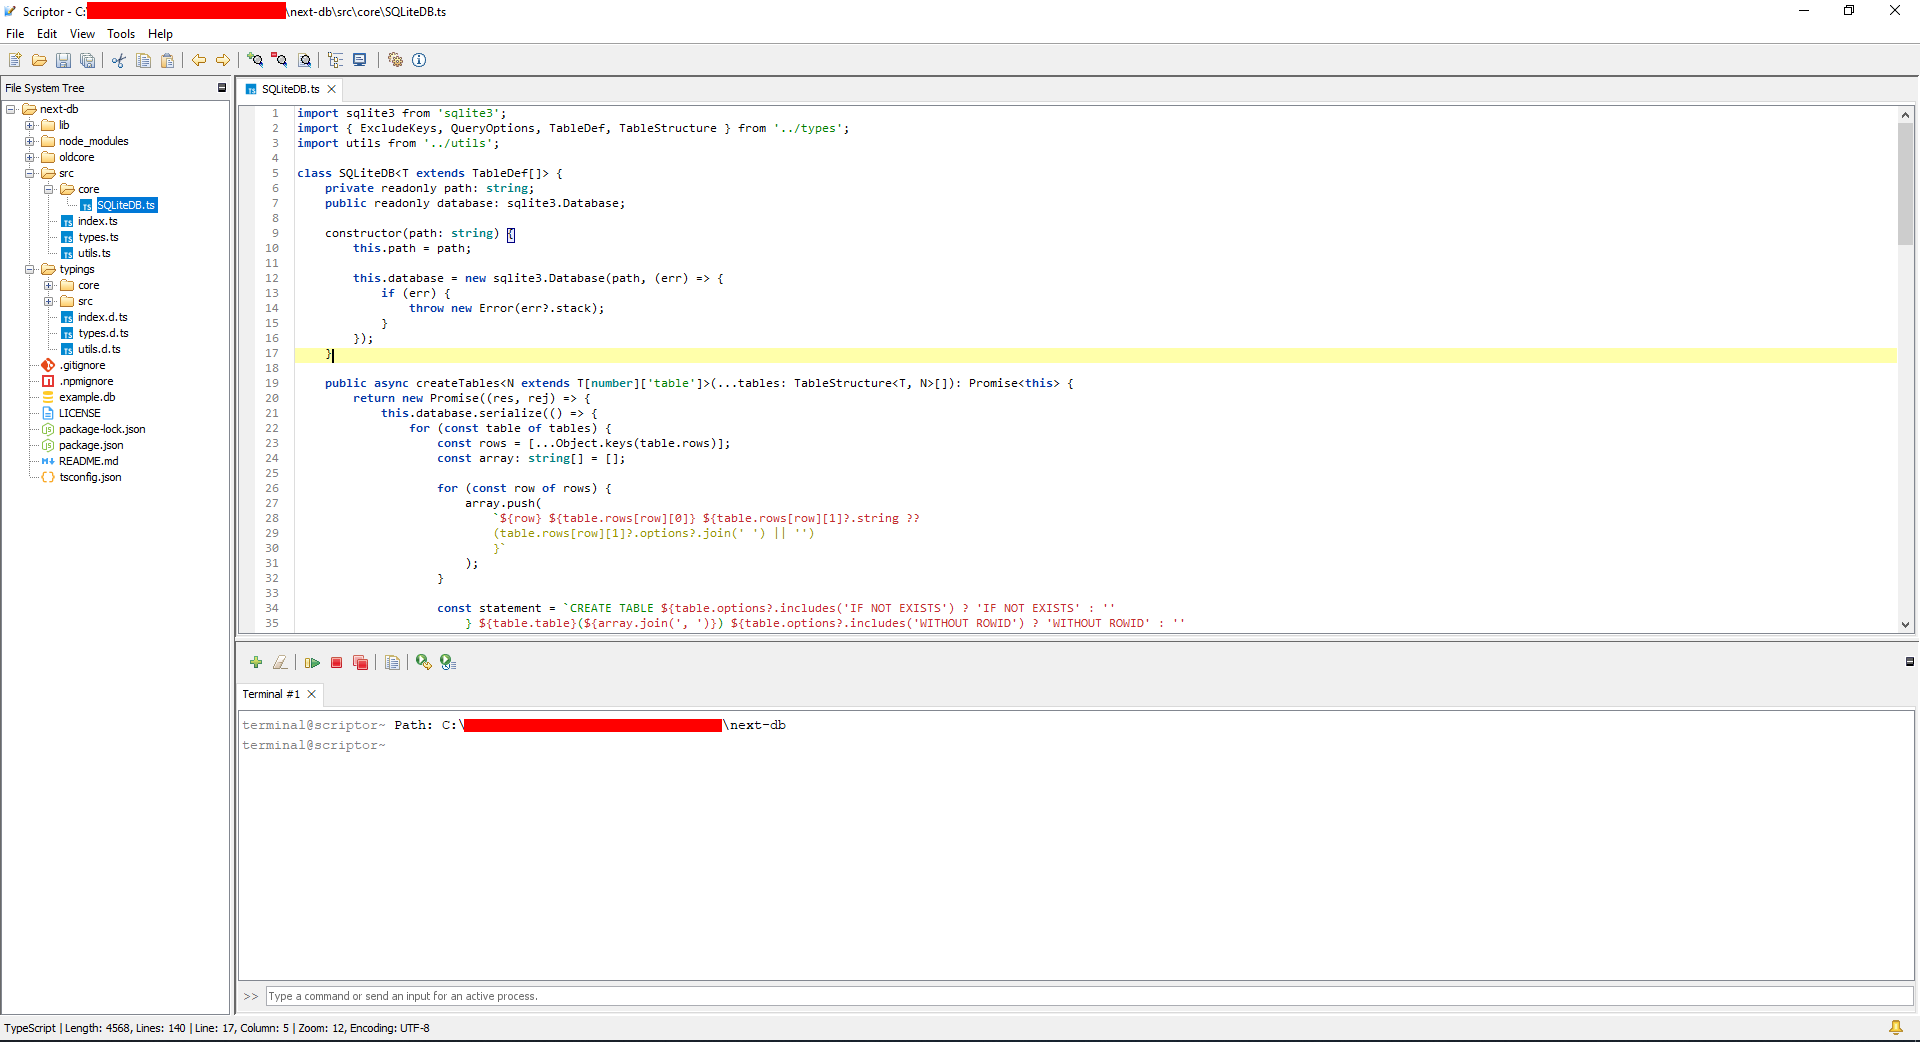 Scriptor - C:\next-db\src\core\SQLiteDB.ts
File Edit View Tools Help
File System Tree
next-db
lib
node_modules
oldcore
src
core
SQLiteDB.ts
index.ts
types.ts
utils.ts
typings
core
src
index.d.ts
types.d.ts
utils.d.ts
.gitignore
.npmignore
example.db
LICENSE
package-lock.json
package.json
README.md
tsconfig.json
SQLiteDB.ts
1 import sqlite3 from 'sqlite3';
2 import { ExcludeKeys, QueryOptions, TableDef, TableStructure } from '../types';
3 import utils from '../utils';
4
5 class SQLiteDB<T extends TableDef[]> {
6 private readonly path: string;
7 public readonly database: sqlite3.Database;
8
9 constructor(path: string) {
10 this.path = path;
11
12 this.database = new sqlite3.Database(path, (err) => {
13 if (err) {
14 throw new Error(err?.stack);
15 }
16 });
17 }
18
19 public async createTables<N extends T[number]['table']>(...tables: TableStructure<T, N>[]): Promise<this> {
20 return new Promise((res, rej) => {
21 this.database.serialize(() => {
22 for (const table of tables) {
23 const rows = [...Object.keys(table.rows)];
24 const array: string[] = [];
25
26 for (const row of rows) {
27 array.push(
28 `${row} ${table.rows[row][0]} ${table.rows[row][1]?.string ??
29 (table.rows[row][1]?.options?.join(' ') || '')
30 }`
31 );
32 }
33
34 const statement = `CREATE TABLE ${table.options?.includes('IF NOT EXISTS') ? 'IF NOT EXISTS' : ''
35 } ${table.table}(${array.join(', ')}) ${table.options?.includes('WITHOUT ROWID') ? 'WITHOUT ROWID' : ''
Terminal #1
terminal@scriptor~ Path: C:\next-db
terminal@scriptor~
>> Type a command or send an input for an active process.
TypeScript | Length: 4568, Lines: 140 | Line: 17, Column: 5 | Zoom: 12, Encoding: UTF-8